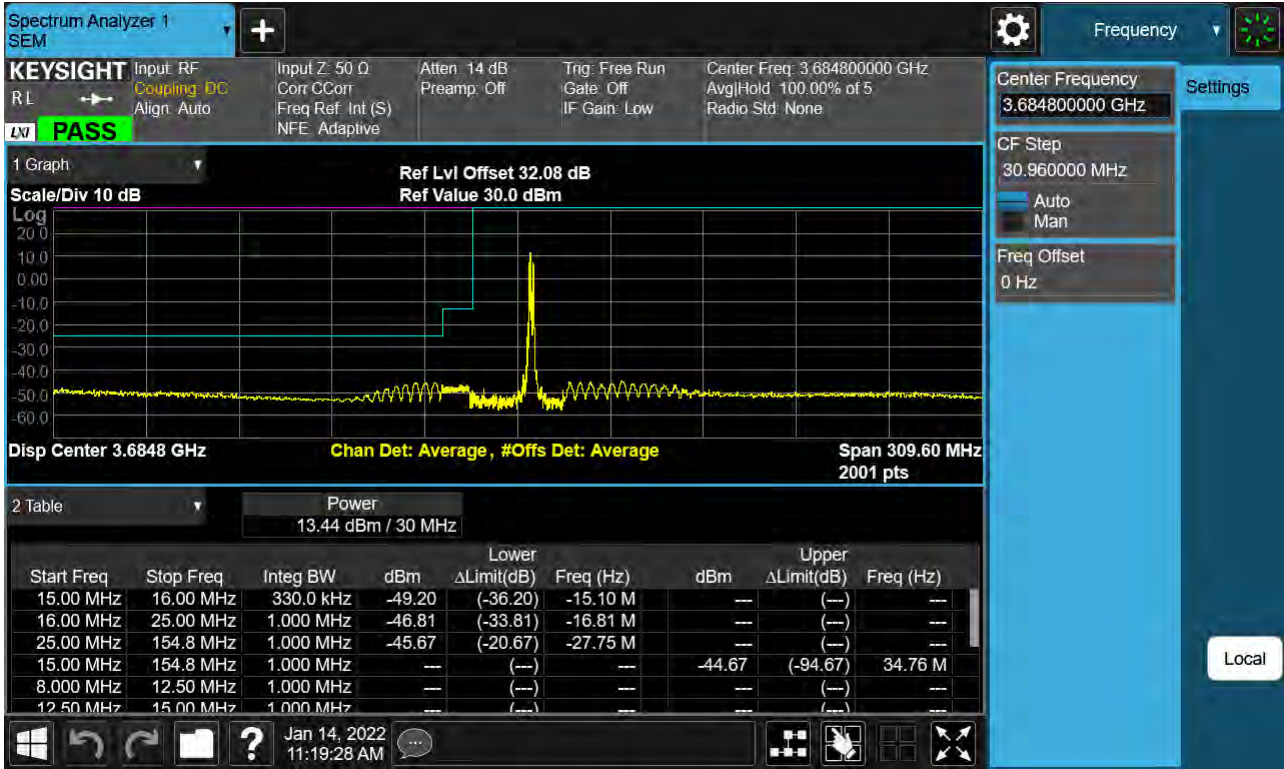 Spectrum Analyzer 1
SEM
Frequency
KEYSIGHT
RL
LXI PASS
Input: RF
Coupling: DC
Align: Auto
Input Z: 50 Ω
Corr CCorr
Freq Ref: Int (S)
NFE: Adaptive
Atten: 14 dB
Preamp: Off
Trig: Free Run
Gate: Off
IF Gain: Low
Center Freq: 3.684800000 GHz
Avg|Hold: 100.00% of 5
Radio Std: None
1 Graph
Scale/Div 10 dB
Ref Lvl Offset 32.08 dB
Ref Value 30.0 dBm
Log
20.0
10.0
0.00
-10.0
-20.0
-30.0
-40.0
-50.0
-60.0
Disp Center 3.6848 GHz
Chan Det: Average, #Offs Det: Average
Span 309.60 MHz
2001 pts
2 Table
Power
13.44 dBm / 30 MHz
Lower Upper
Start Freq Stop Freq Integ BW dBm ΔLimit(dB) Freq (Hz) dBm ΔLimit(dB) Freq (Hz)
15.00 MHz 16.00 MHz 330.0 kHz -49.20 (-36.20) -15.10 M --- (---) ---
16.00 MHz 25.00 MHz 1.000 MHz -46.81 (-33.81) -16.81 M --- (---) ---
25.00 MHz 154.8 MHz 1.000 MHz -45.67 (-20.67) -27.75 M --- (---) ---
15.00 MHz 154.8 MHz 1.000 MHz --- (---) --- -44.67 (-94.67) 34.76 M
8.000 MHz 12.50 MHz 1.000 MHz --- (---) --- --- (---) ---
12.50 MHz 15.00 MHz 1.000 MHz --- (---) --- --- (---) ---
Center Frequency
3.684800000 GHz
CF Step
30.960000 MHz
Auto
Man
Freq Offset
0 Hz
Settings
Local
?
Jan 14, 2022
11:19:28 AM